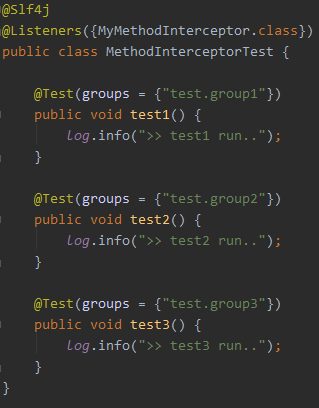 @Slf4j
@Listeners({MyMethodInterceptor.class})
public class MethodInterceptorTest {
@Test(groups = {"test.group1"})
public void test1() {
log.info(">> test1 run..");
}
@Test(groups = {"test.group2"})
public void test2() {
log.info(">> test2 run..");
}
@Test(groups = {"test.group3"})
public void test3() {
log.info(">> test3 run..");
}
}